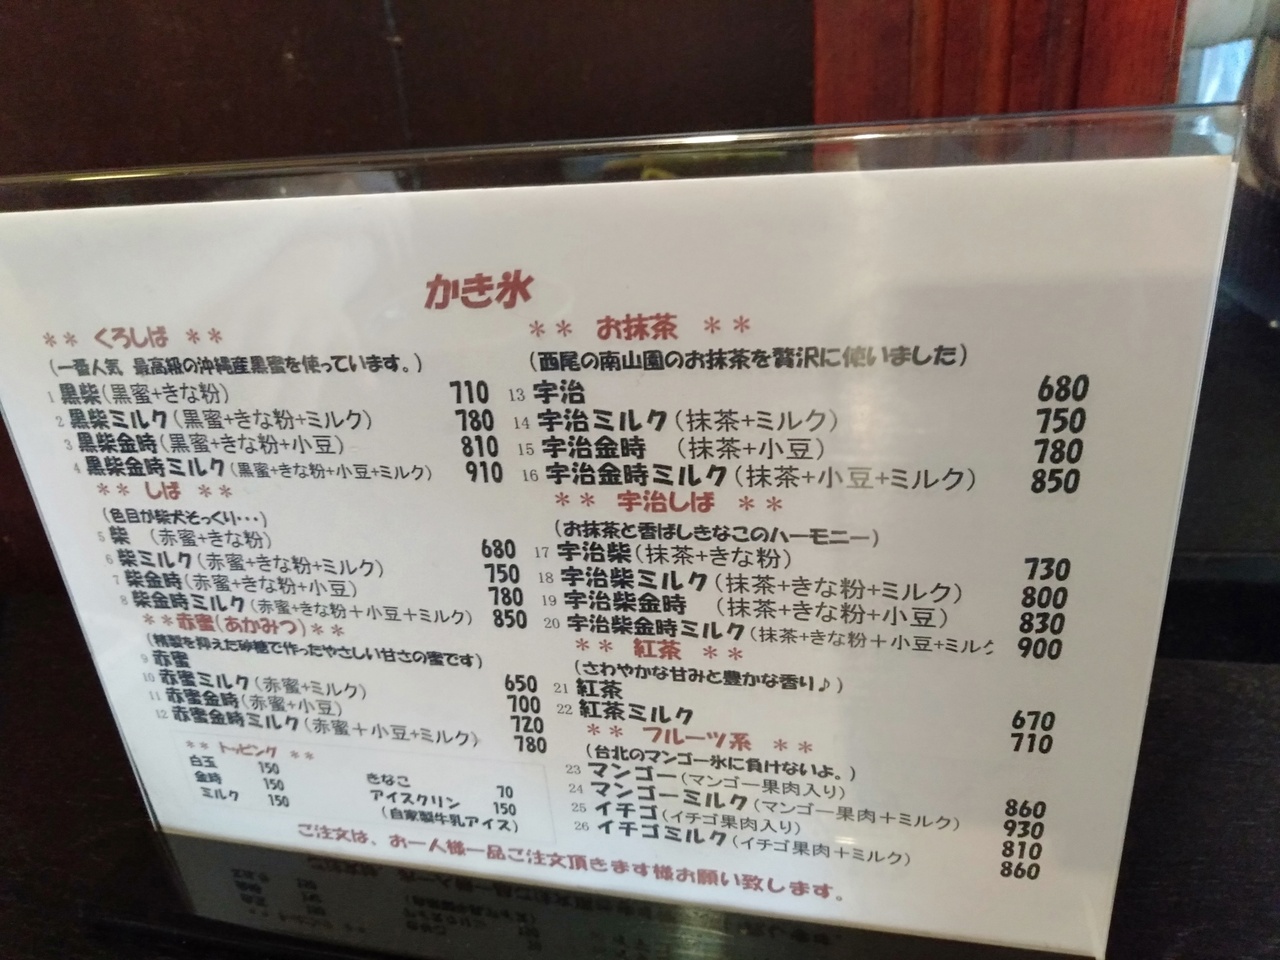 かき氷
** くろしば **
(一番人気 最高級の沖縄産黒蜜を使っています。)
1 黒柴(黒蜜+きな粉) 710
2 黒柴ミルク(黒蜜+きな粉+ミルク) 780
3 黒柴金時(黒蜜+きな粉+小豆) 810
4 黒柴金時ミルク(黒蜜+きな粉+小豆+ミルク) 910
** しば **
(色目が柴犬そっくり・・・)
5 柴 (赤蜜+きな粉) 680
6 柴ミルク(赤蜜+きな粉+ミルク) 750
7 柴金時(赤蜜+きな粉+小豆) 780
8 柴金時ミルク(赤蜜+きな粉+小豆+ミルク) 850
**赤蜜(あかみつ)**
(精製を抑えた砂糖で作ったやさしい甘さの蜜です)
9 赤蜜 650
10 赤蜜ミルク(赤蜜+ミルク) 700
11 赤蜜金時(赤蜜+小豆) 720
12 赤蜜金時ミルク(赤蜜+小豆+ミルク) 780
** トッピング **
白玉 150
金時 150
ミルク 150
きなこ 70
アイスクリン 150
(自家製牛乳アイス)
** お抹茶 **
(西尾の南山園のお抹茶を贅沢に使いました)
13 宇治 680
14 宇治ミルク(抹茶+ミルク) 750
15 宇治金時 (抹茶+小豆) 780
16 宇治金時ミルク(抹茶+小豆+ミルク) 850
** 宇治しば **
(お抹茶と香ばしきなこのハーモニー)
17 宇治柴(抹茶+きな粉) 730
18 宇治柴ミルク(抹茶+きな粉+ミルク) 800
19 宇治柴金時 (抹茶+きな粉+小豆) 830
20 宇治柴金時ミルク(抹茶+きな粉+小豆+ミルク 900
** 紅茶 **
(さわやかな甘みと豊かな香り♪)
21 紅茶 670
22 紅茶ミルク 710
** フルーツ系 **
(台北のマンゴー氷に負けないよ。)
23 マンゴー(マンゴー果肉入り) 860
24 マンゴーミルク(マンゴー果肉+ミルク) 930
25 イチゴ(イチゴ果肉入り) 810
26 イチゴミルク(イチゴ果肉+ミルク) 860
ご注文は、お一人様一品ご注文頂きます様お願い致します。